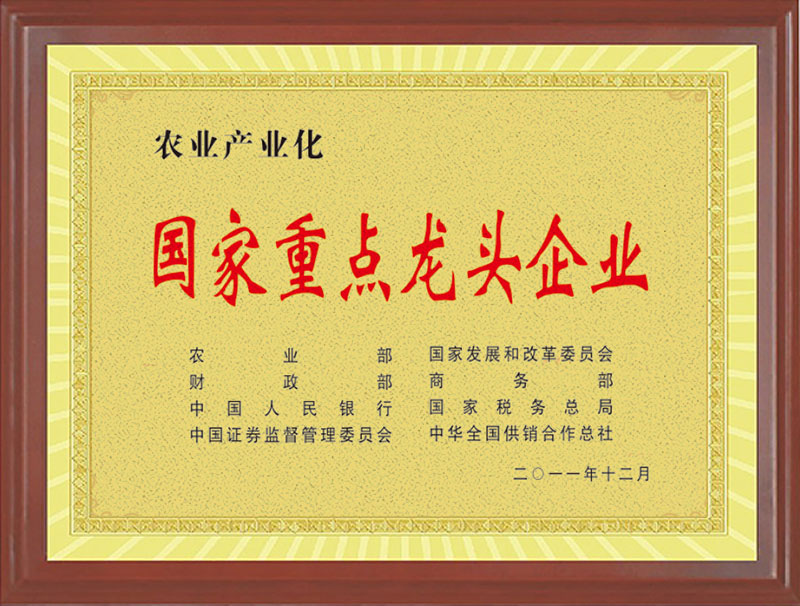 农业产业化
国家重点龙头企业
农业部 国家发展和改革委员会
财政部 商务部
中国人民银行 国家税务总局
中国证券监督管理委员会 中华全国供销合作总社
二〇一一年十二月